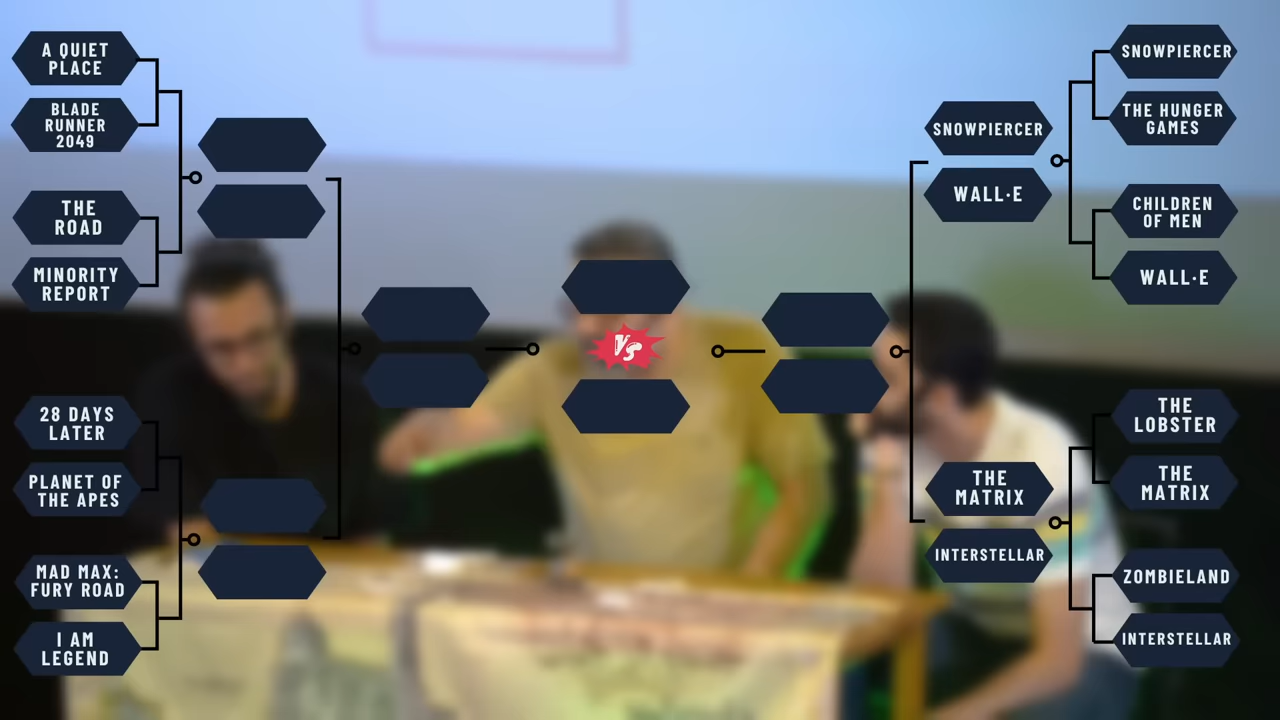 A QUIET
PLACE
BLADE
RUNNER
2049
THE
ROAD
MINORITY
REPORT
28 DAYS
LATER
PLANET OF
THE APES
MAD MAX:
FURY ROAD
I AM
LEGEND
VS
SNOWPIERCER
WALL·E
THE
MATRIX
INTERSTELLAR
SNOWPIERCER
THE HUNGER
GAMES
CHILDREN
OF MEN
WALL·E
THE
LOBSTER
THE
MATRIX
ZOMBIELAND
INTERSTELLAR